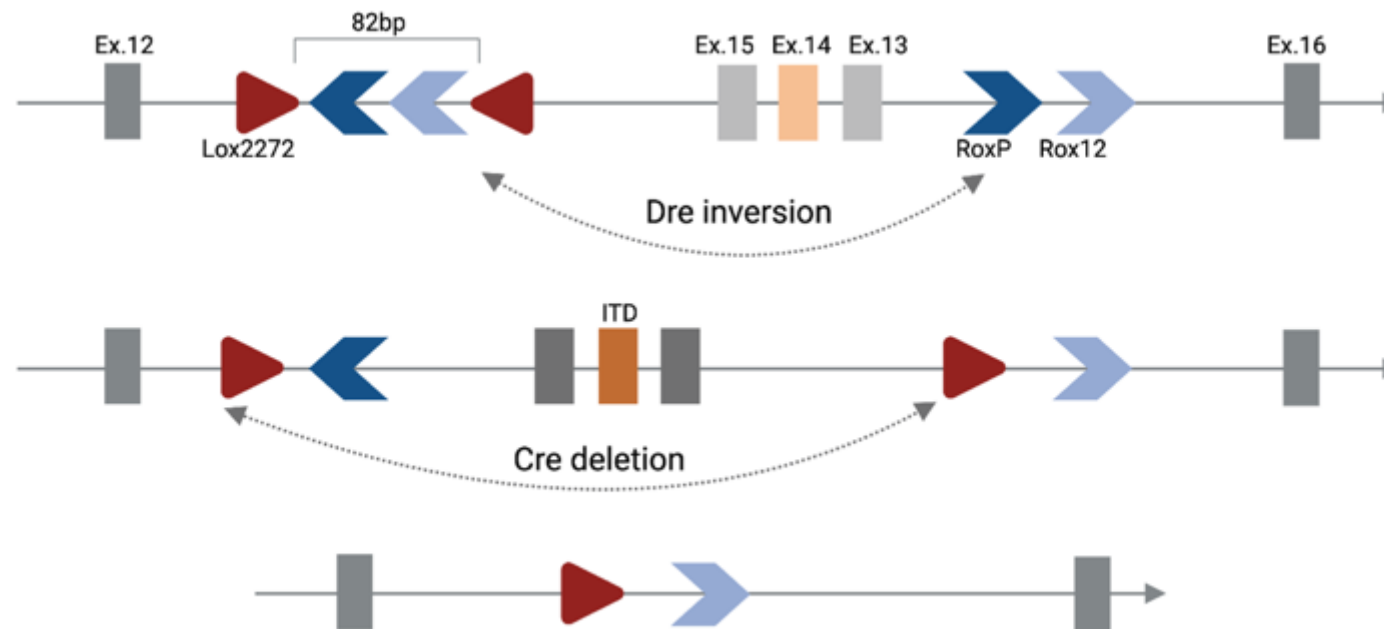 82bp
Ex.12 Ex.15 Ex.14 Ex.13 Ex.16
Lox2272 RoxP Rox12
Dre inversion
ITD
Cre deletion